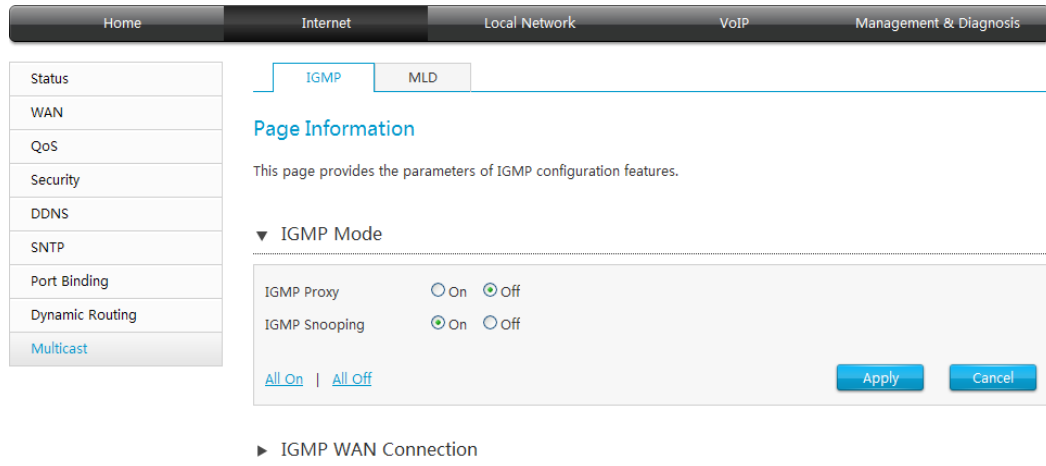 Home Internet Local Network VoIP Management & Diagnosis
Status
WAN
QoS
Security
DDNS
SNTP
Port Binding
Dynamic Routing
Multicast
IGMP MLD
Page Information
This page provides the parameters of IGMP configuration features.
IGMP Mode
IGMP Proxy On Off
IGMP Snooping On Off
All On | All Off Apply Cancel
IGMP WAN Connection